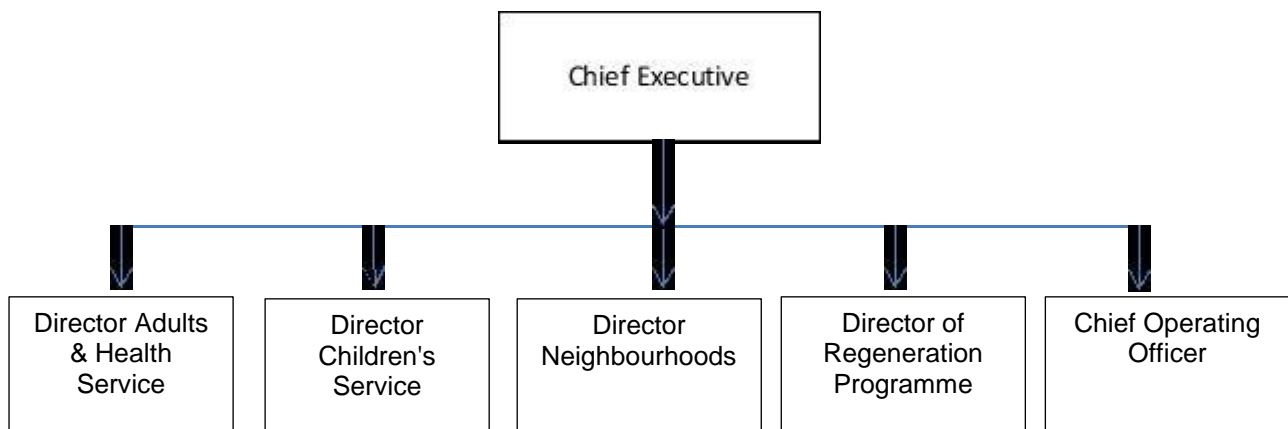 Chief Executive
Director Adults
& Health
Service
Director
Children's
Service
Director
Neighbourhoods
Director of
Regeneration
Programme
Chief Operating
Officer